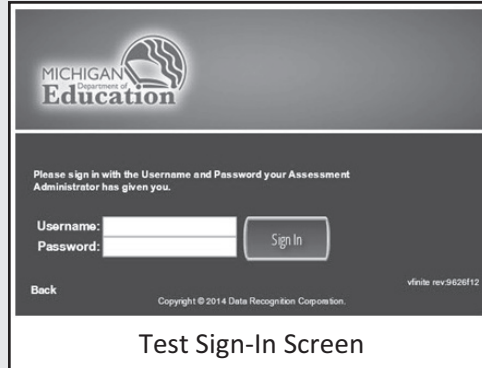 MICHIGAN
Department of
Education
Please sign in with the Username and Password your Assessment
Administrator has given you.
Username:
Password:
Sign In
Back
vfinite rev:9626f12
Copyright © 2014 Data Recognition Corporation.
Test Sign-In Screen